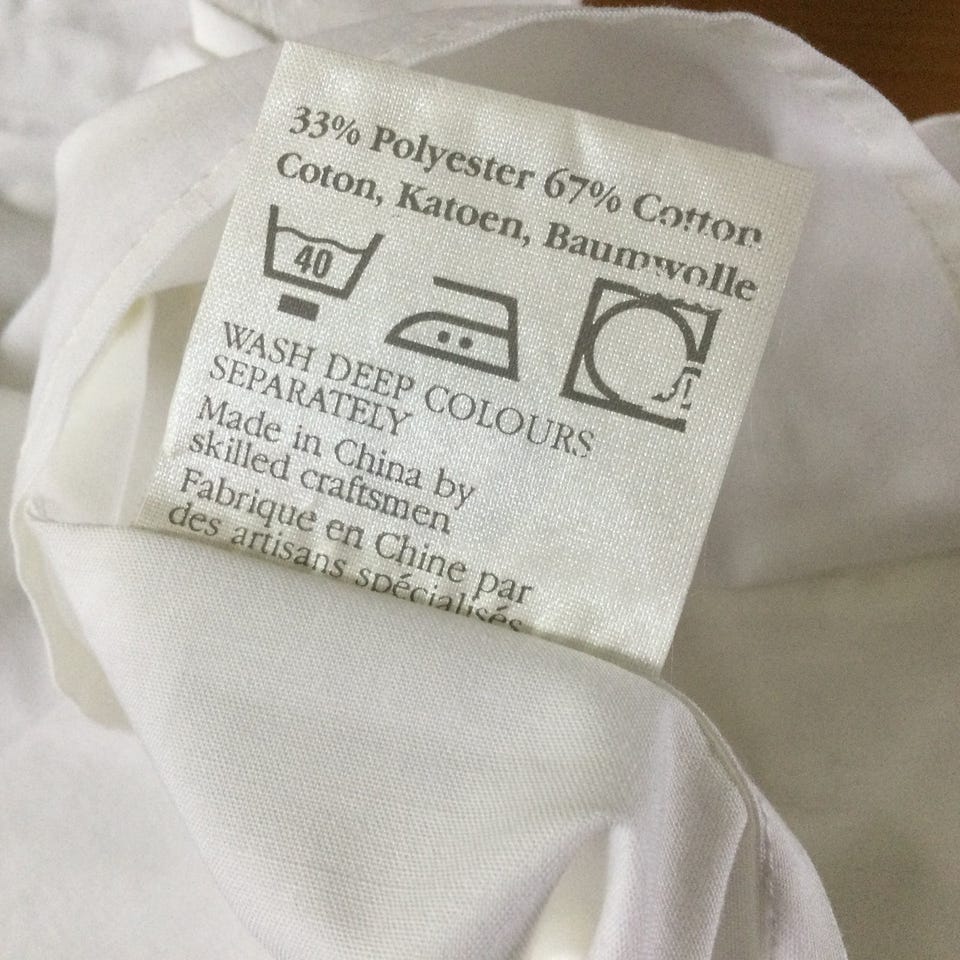 33% Polyester 67% Cotton
Coton, Katoen, Baumwolle
40
WASH DEEP COLOURS
SEPARATELY
Made in China by
skilled craftsmen
Fabrique en Chine par
des artisans spécialisés